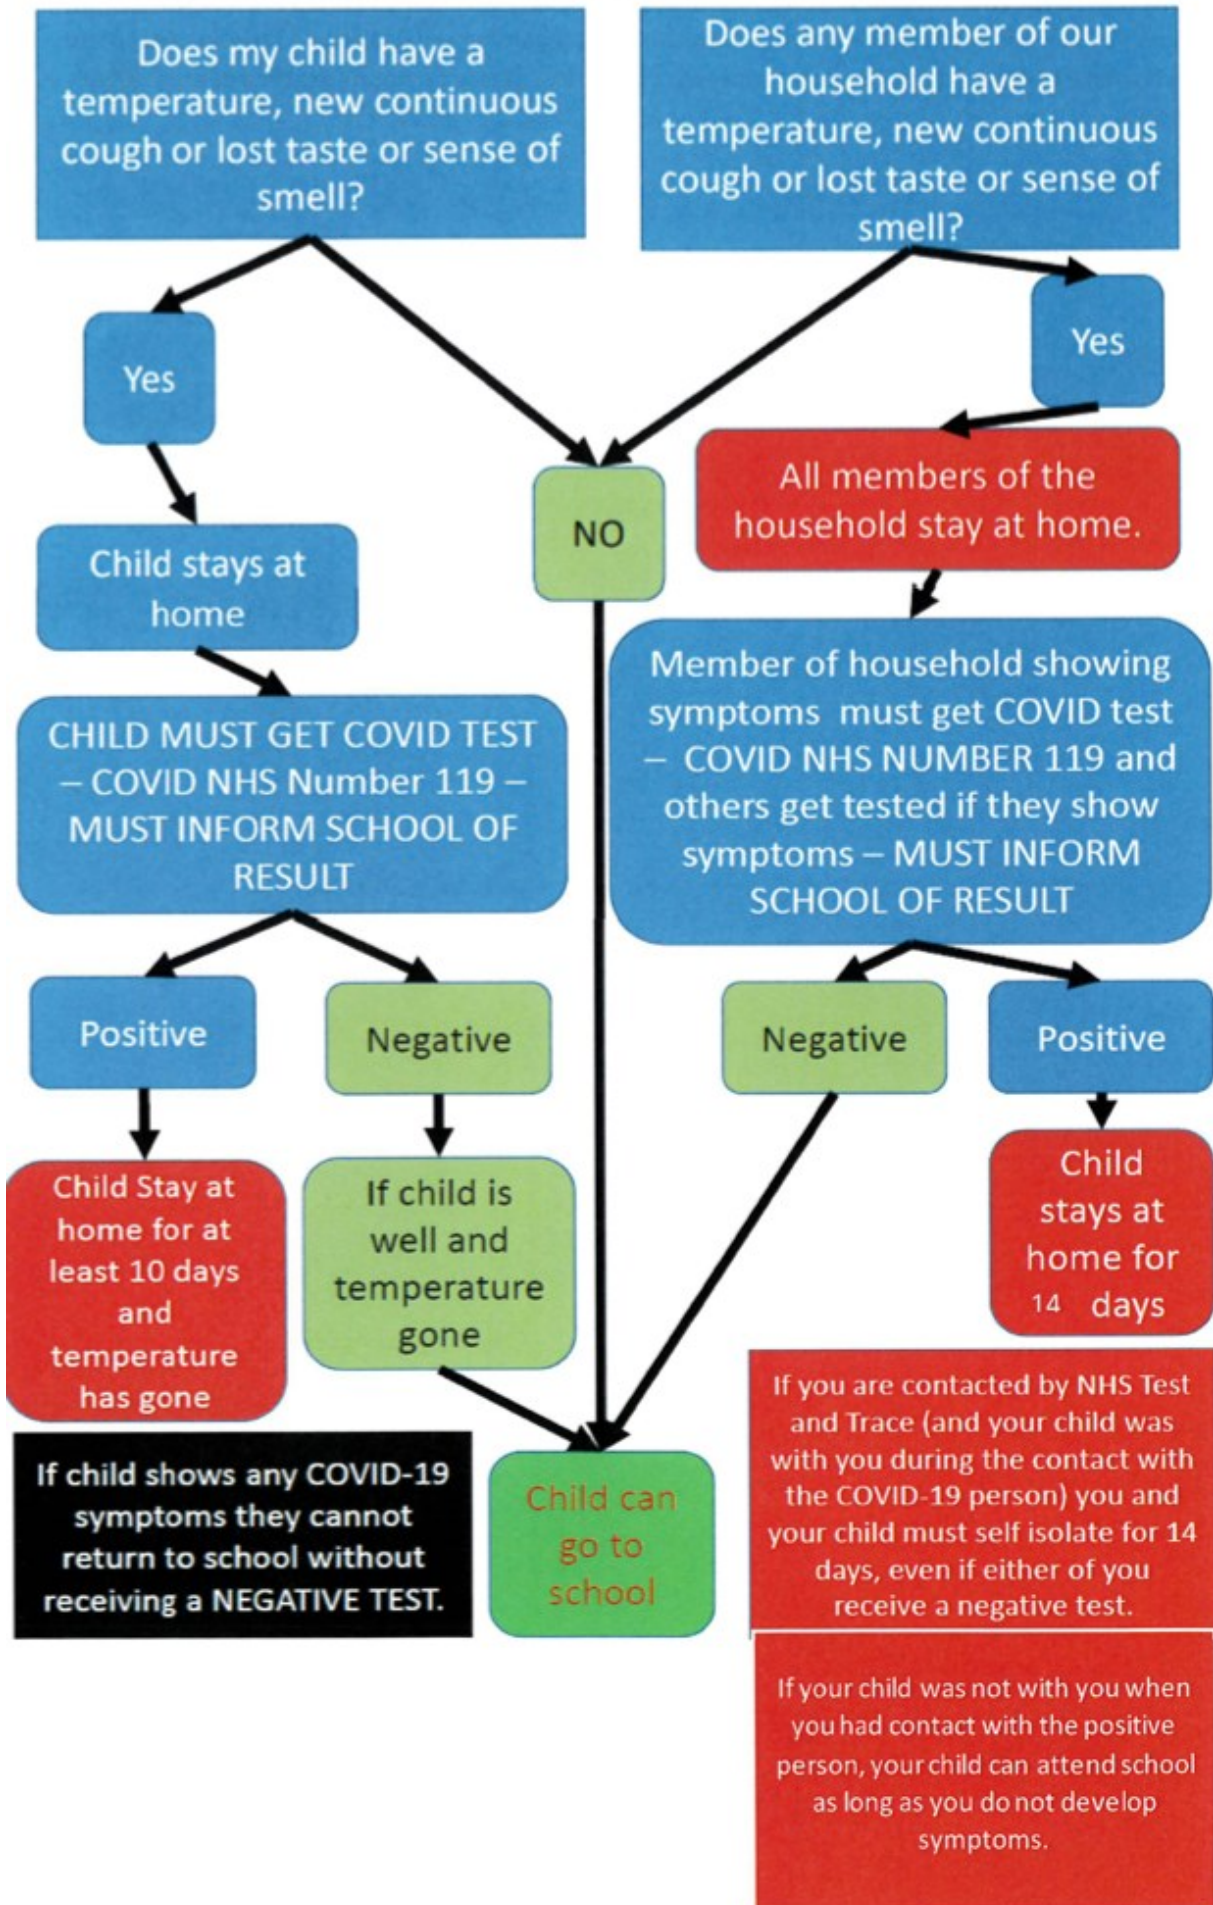 Does my child have a
temperature, new continuous
cough or lost taste or sense of
smell?
Does any member of our
household have a
temperature, new continuous
cough or lost taste or sense of
smell?
Yes
Yes
NO
All members of the
household stay at home.
Child stays at
home
CHILD MUST GET COVID TEST
– COVID NHS Number 119 –
MUST INFORM SCHOOL OF
RESULT
Member of household showing
symptoms must get COVID test
– COVID NHS NUMBER 119 and
others get tested if they show
symptoms – MUST INFORM
SCHOOL OF RESULT
Positive
Negative
Negative
Positive
Child Stay at
home for at
least 10 days
and
temperature
has gone
If child is
well and
temperature
gone
Child
stays at
home for
14 days
If child shows any COVID-19
symptoms they cannot
return to school without
receiving a NEGATIVE TEST.
Child can
go to
school
If you are contacted by NHS Test
and Trace (and your child was
with you during the contact with
the COVID-19 person) you and
your child must self isolate for 14
days, even if either of you
receive a negative test.
If your child was not with you when
you had contact with the positive
person, your child can attend school
as long as you do not develop
symptoms.